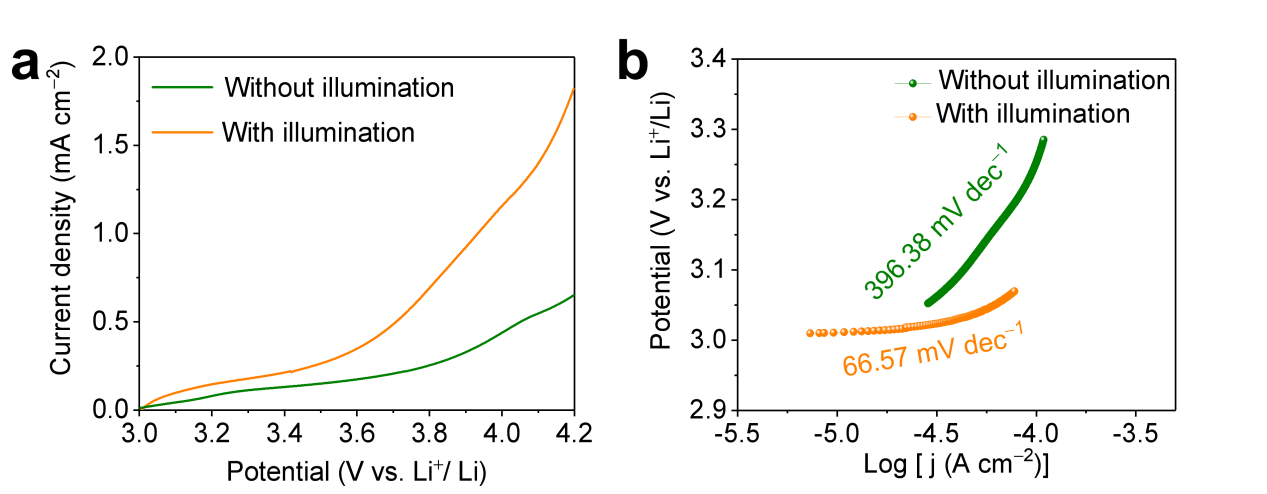 a
2.0
1.5
1.0
0.5
0.0
Current density (mA cm⁻²)
Without illumination
With illumination
3.0 3.2 3.4 3.6 3.8 4.0 4.2
Potential (V vs. Li⁺/ Li)
b
3.4
3.3
3.2
3.1
3.0
2.9
Potential (V vs. Li⁺/Li)
Without illumination
With illumination
396.38 mV dec⁻¹
66.57 mV dec⁻¹
-5.5 -5.0 -4.5 -4.0 -3.5
Log [ j (A cm⁻²)]